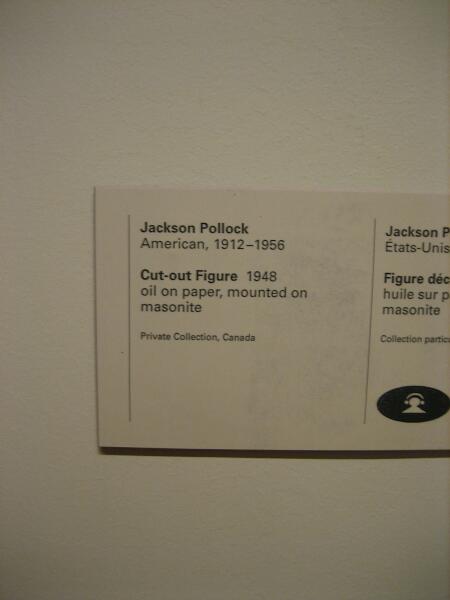 Jackson Pollock
American, 1912–1956
Cut-out Figure 1948
oil on paper, mounted on
masonite
Private Collection, Canada
Jackson P
États-Unis
Figure déc
huile sur p
masonite
Collection particu